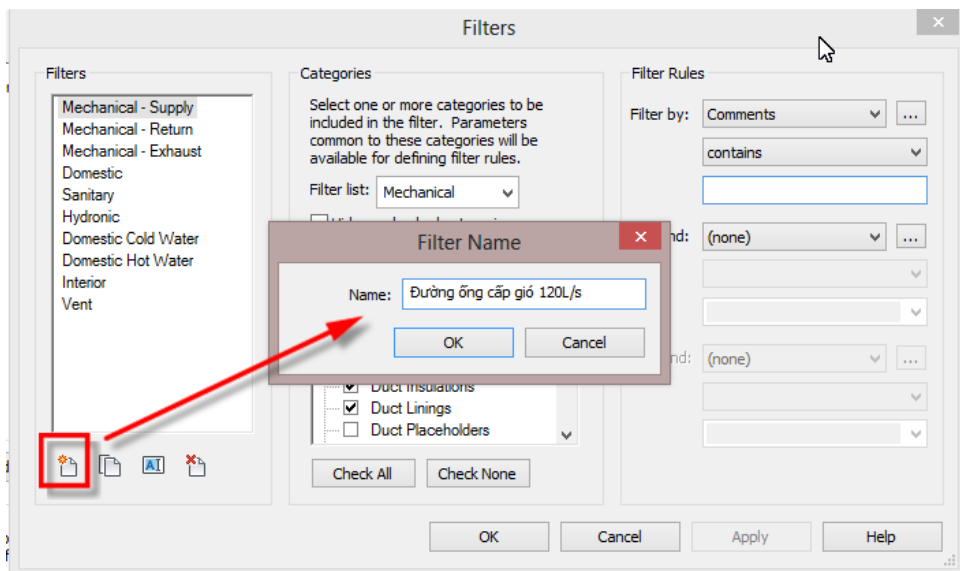 Filters
Filters
Mechanical - Supply
Mechanical - Return
Mechanical - Exhaust
Domestic
Sanitary
Hydronic
Domestic Cold Water
Domestic Hot Water
Interior
Vent
Categories
Select one or more categories to be
included in the filter. Parameters
common to these categories will be
available for defining filter rules.
Filter list: Mechanical
Duct Insulations
Duct Linings
Duct Placeholders
Check All Check None
Filter Rules
Filter by: Comments ...
contains
(none) ...
(none) ...
Filter Name
Name: Đường ống cấp gió 120L/s
OK Cancel
OK Cancel Apply Help